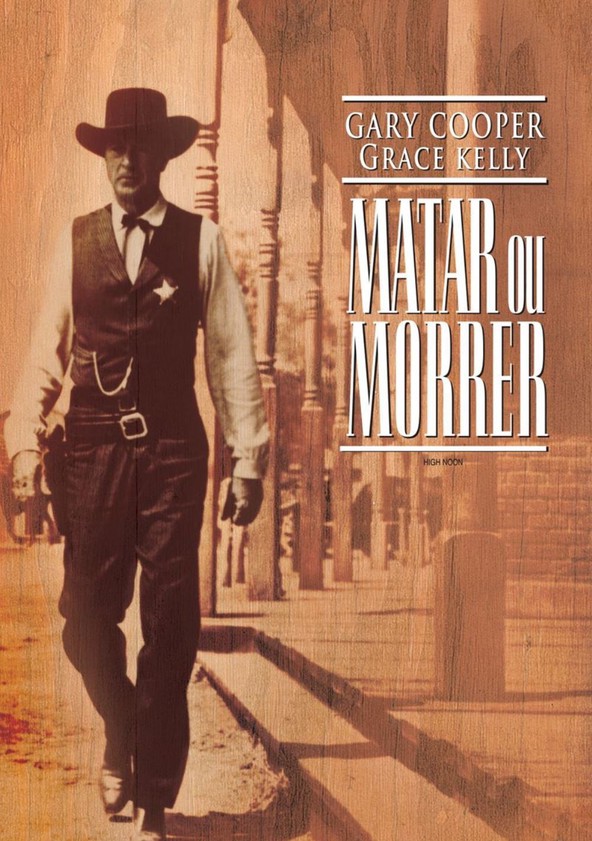 GARY COOPER
GRACE KELLY
MATAR OU
MORRER
HIGH NOON